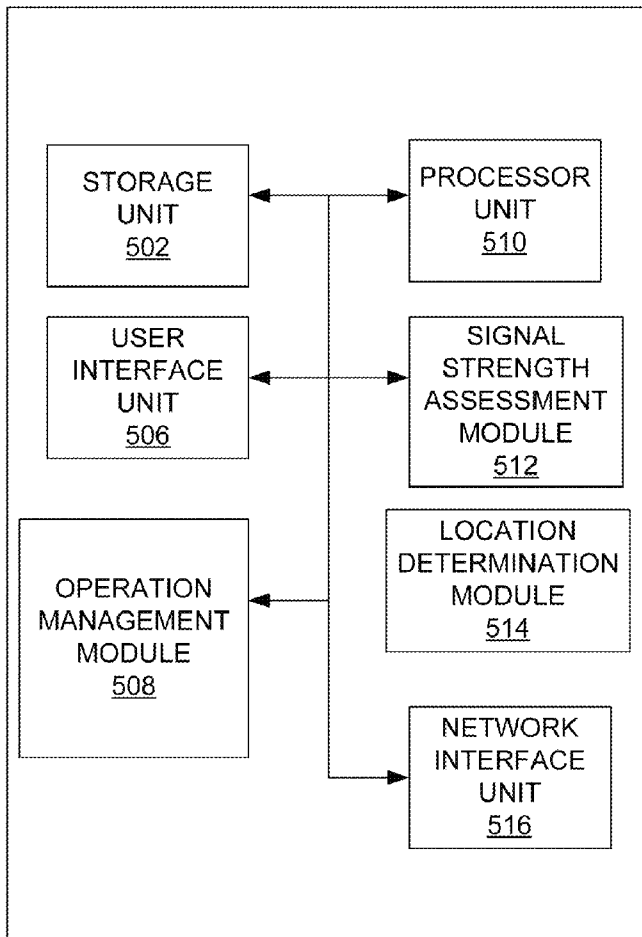 STORAGE
UNIT
502
PROCESSOR
UNIT
510
USER
INTERFACE
UNIT
506
SIGNAL
STRENGTH
ASSESSMENT
MODULE
512
OPERATION
MANAGEMENT
MODULE
508
LOCATION
DETERMINATION
MODULE
514
NETWORK
INTERFACE
UNIT
516